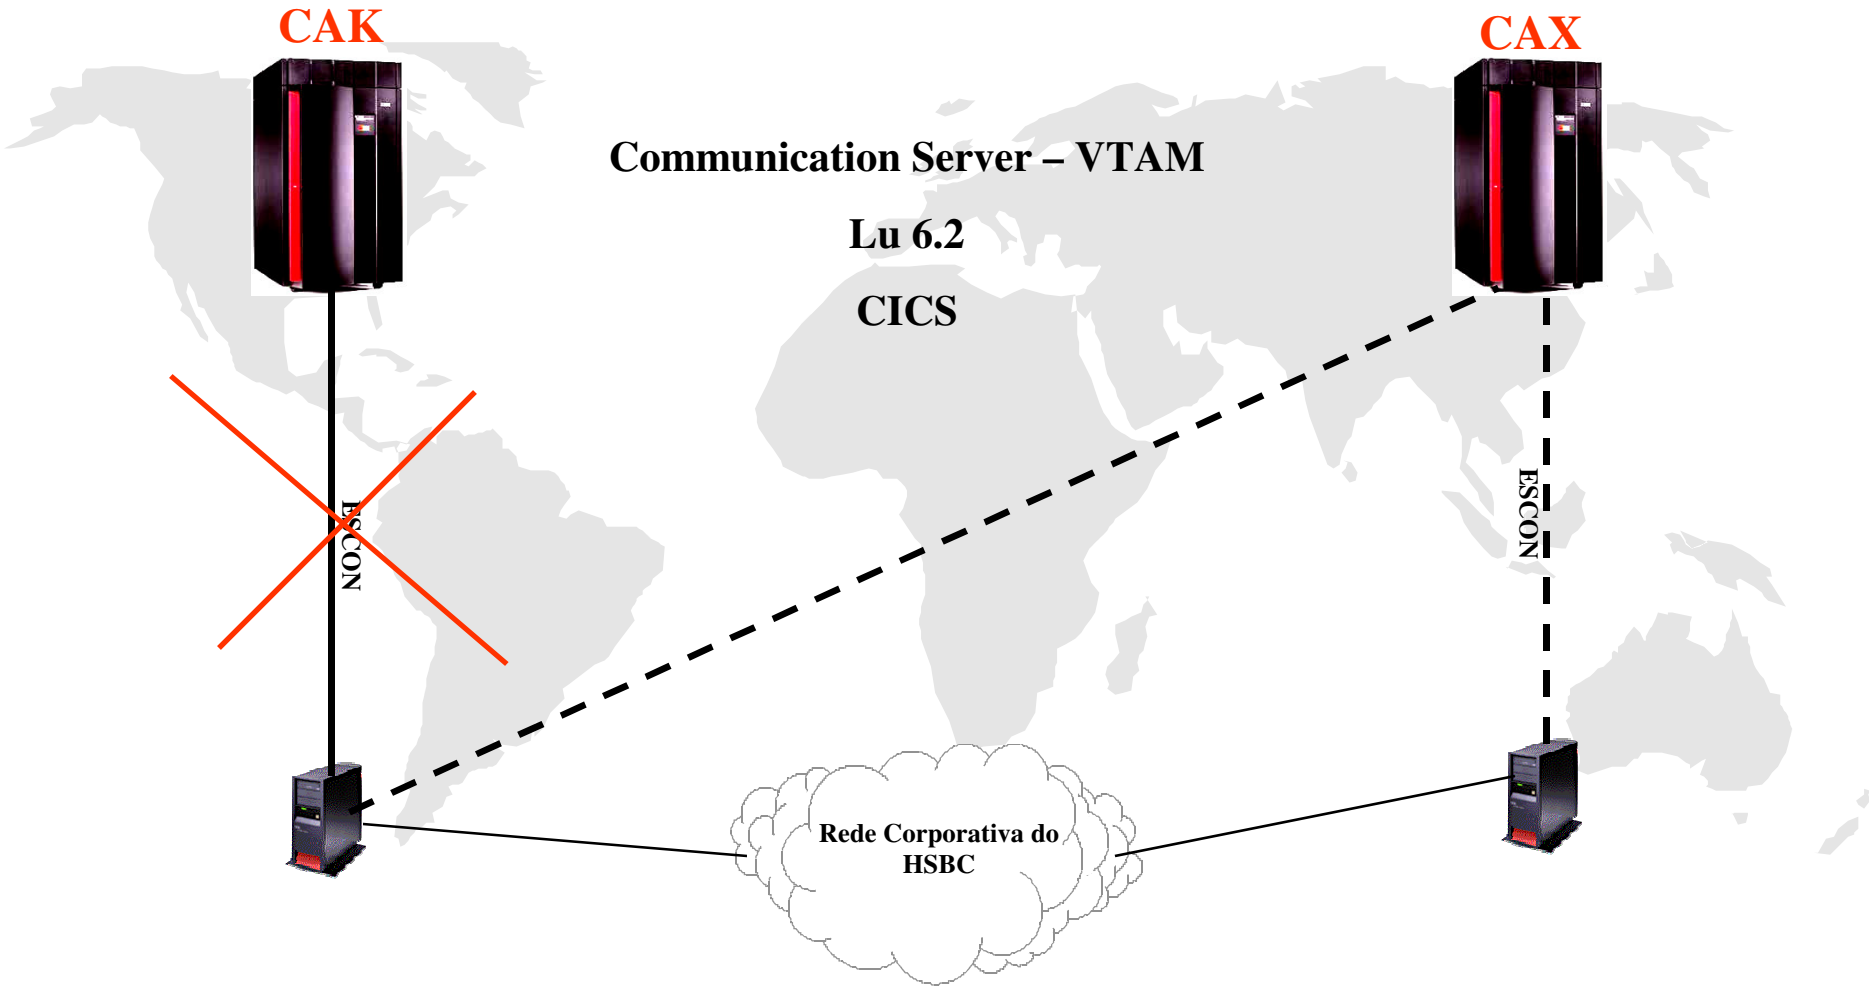 CAK
CAX
Communication Server – VTAM
Lu 6.2
CICS
ESCON
ESCON
Rede Corporativa do
HSBC